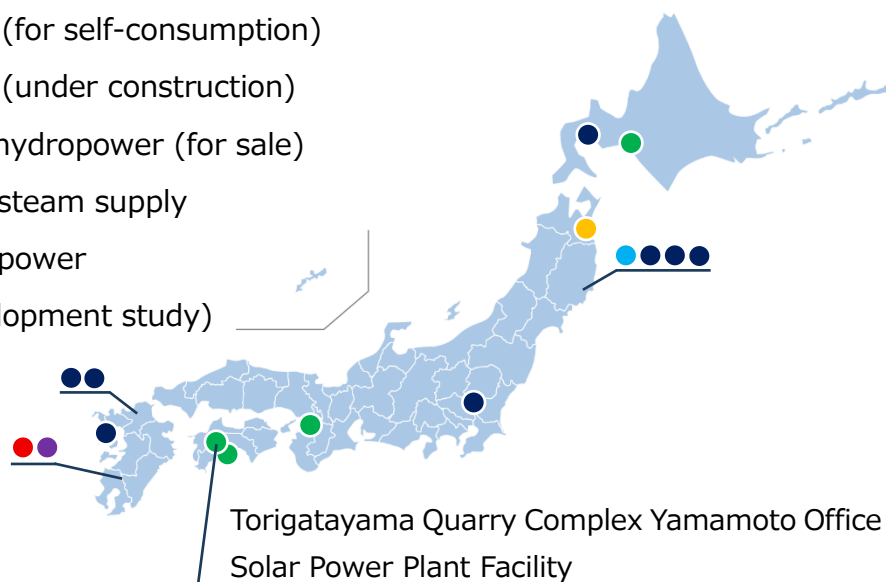 (for self-consumption)
(under construction)
hydropower (for sale)
steam supply
power
lopment study)
Torigatayama Quarry Complex Yamamoto Office
Solar Power Plant Facility